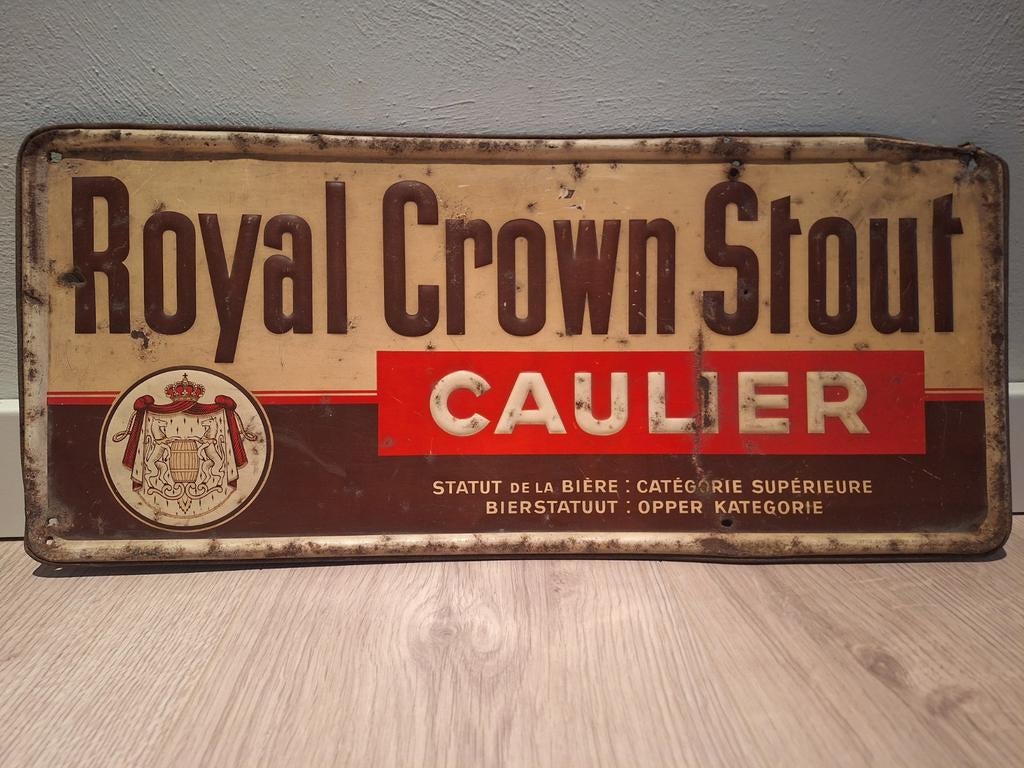 Royal Crown Stout
CAULIER
STATUT DE LA BIÈRE : CATÉGORIE SUPÉRIEURE
BIERSTATUUT : OPPER KATEGORIE